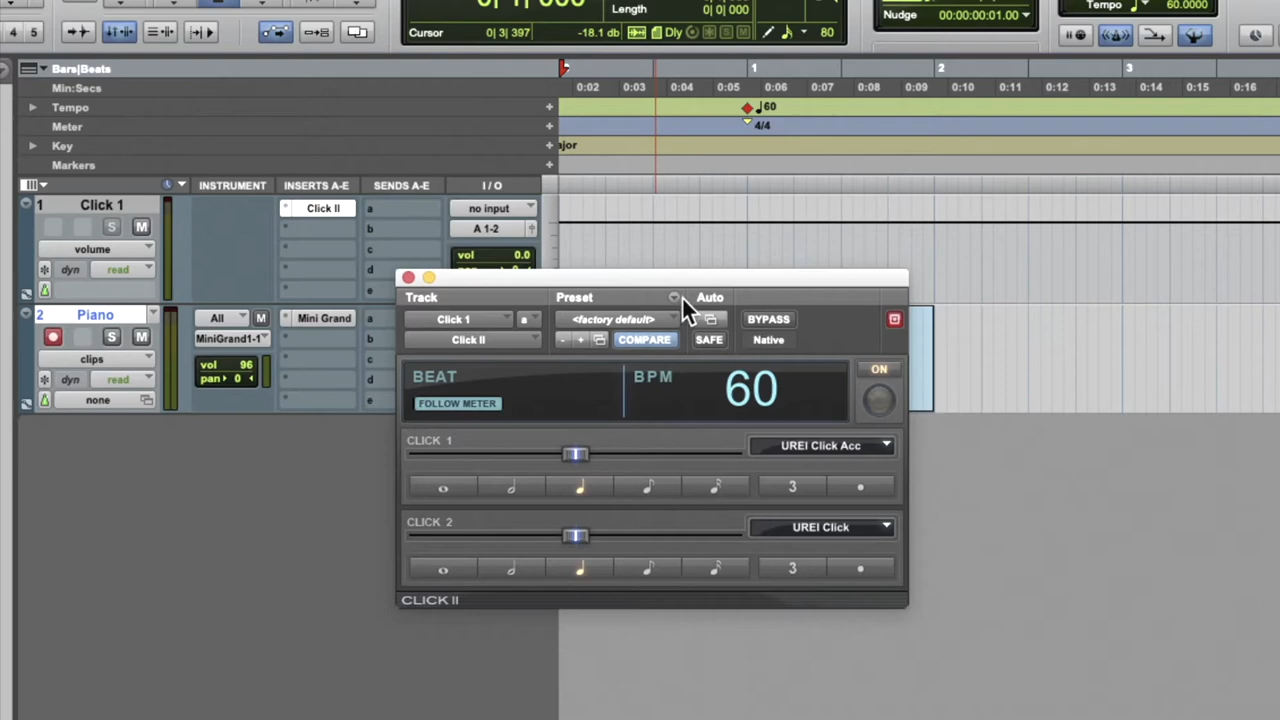 Length
0| 0| 000
Nudge 00:00:00:01.00
Tempo 60.0000
4 5
Cursor 0| 3| 397 -18.1 db Dly 80
Bars|Beats
1 2 3
Min:Secs
0:02 0:03 0:04 0:05 0:06 0:07 0:08 0:09 0:10 0:11 0:12 0:13 0:14 0:15 0:16
Tempo +
60
Meter +
4/4
Key +
ajor
Markers +
INSTRUMENT INSERTS A-E SENDS A-E I / O
1 Click 1
Click II a no input
S M
b A 1-2
volume
c vol 0.0
dyn read
d
e
2 Piano
All M Mini Grand a
S M
MiniGrand1-1 b
clips
vol 96 c
dyn read
pan 0 d
none
e
Track Preset Auto
Click 1 a <factory default> BYPASS
Click II - + COMPARE SAFE Native
BEAT BPM 60 ON
FOLLOW METER
CLICK 1 UREI Click Acc
3
CLICK 2 UREI Click
3
CLICK II